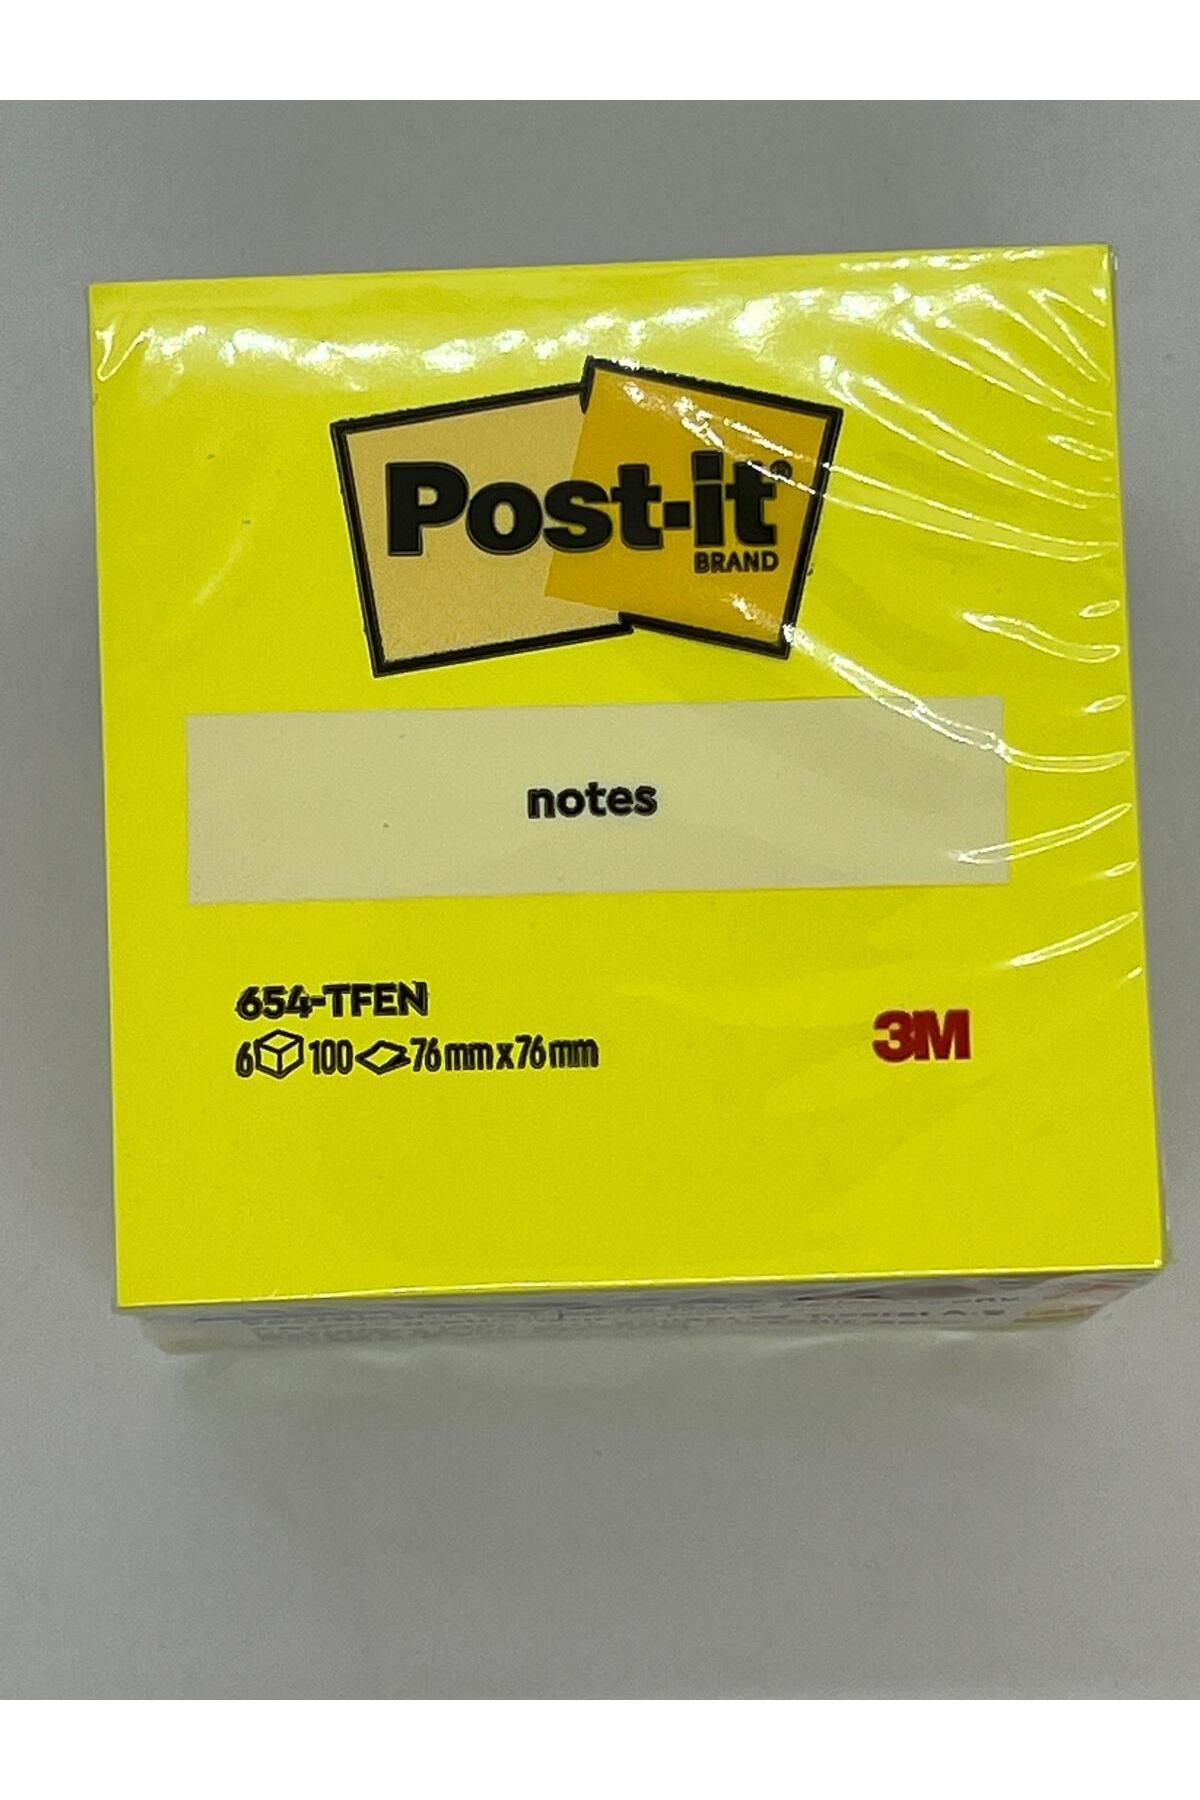 Post-it®
BRAND
notes
654-TFEN
6 100 76 mm x 76 mm
3M